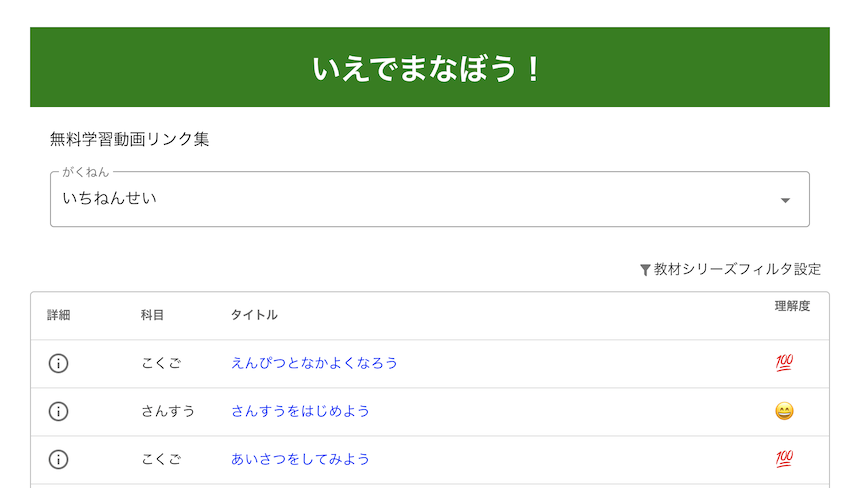 いえでまなぼう！
無料学習動画リンク集
がくねん
いちねんせい
教材シリーズフィルタ設定
詳細 科目 タイトル 理解度
こくご えんぴつとなかよくなろう 💯
さんすう さんすうをはじめよう 😄
こくご あいさつをしてみよう 💯